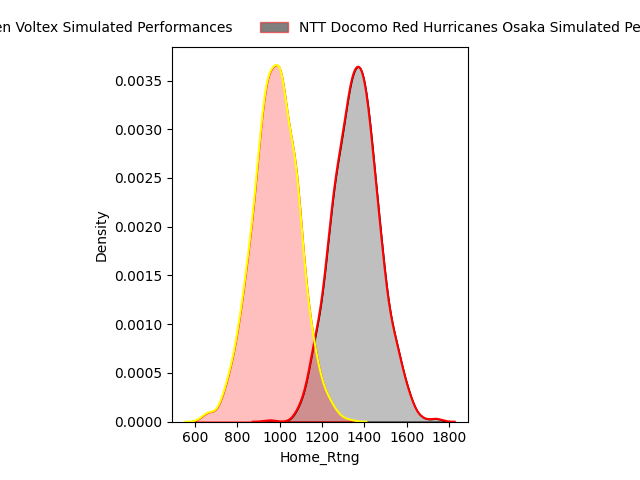 en Voltex Simulated Performances NTT Docomo Red Hurricanes Osaka Simulated Pe
0.0035
0.0030
0.0025
0.0020
0.0015
0.0010
0.0005
0.0000
Density
600 800 1000 1200 1400 1600 1800
Home_Rtng